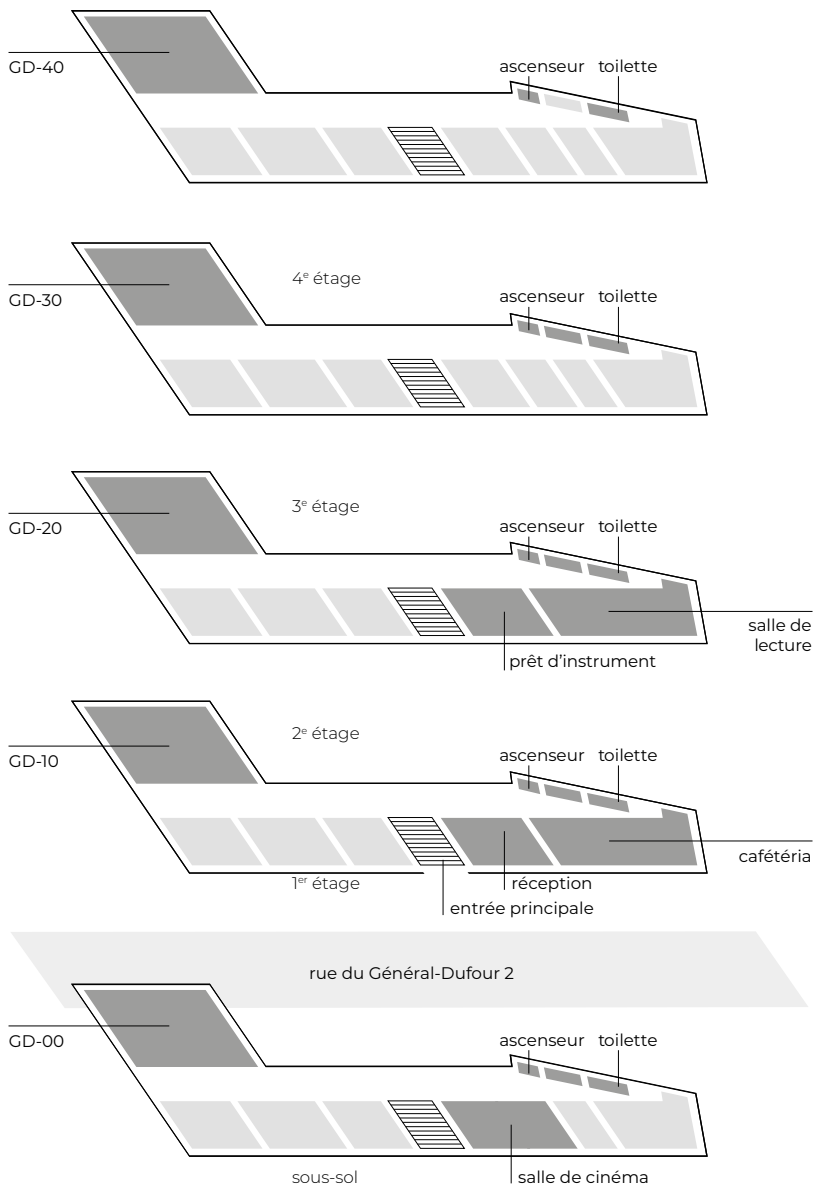 ascenseur toilette
GD-40
4e étage
ascenseur toilette
GD-30
3e étage
ascenseur toilette
GD-20
salle de
lecture
prêt d’instrument
2e étage
GD-10
ascenseur toilette
cafétéria
1er étage
réception
entrée principale
rue du Général-Dufour 2
GD-00
ascenseur toilette
sous-sol
salle de cinéma